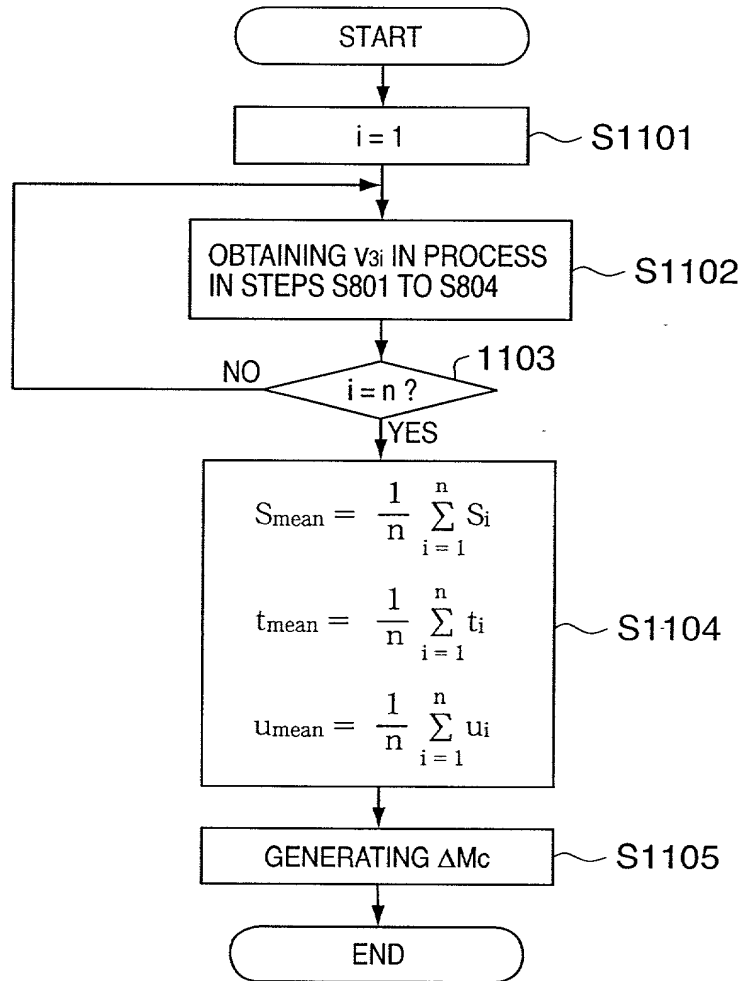 START
i = 1
S1101
OBTAINING v3i IN PROCESS
IN STEPS S801 TO S804
S1102
1103
NO
i = n ?
YES
Smean = 1/n n∑i = 1 Si
tmean = 1/n n∑i = 1 ti
umean = 1/n n∑i = 1 ui
S1104
GENERATING ΔMc
S1105
END